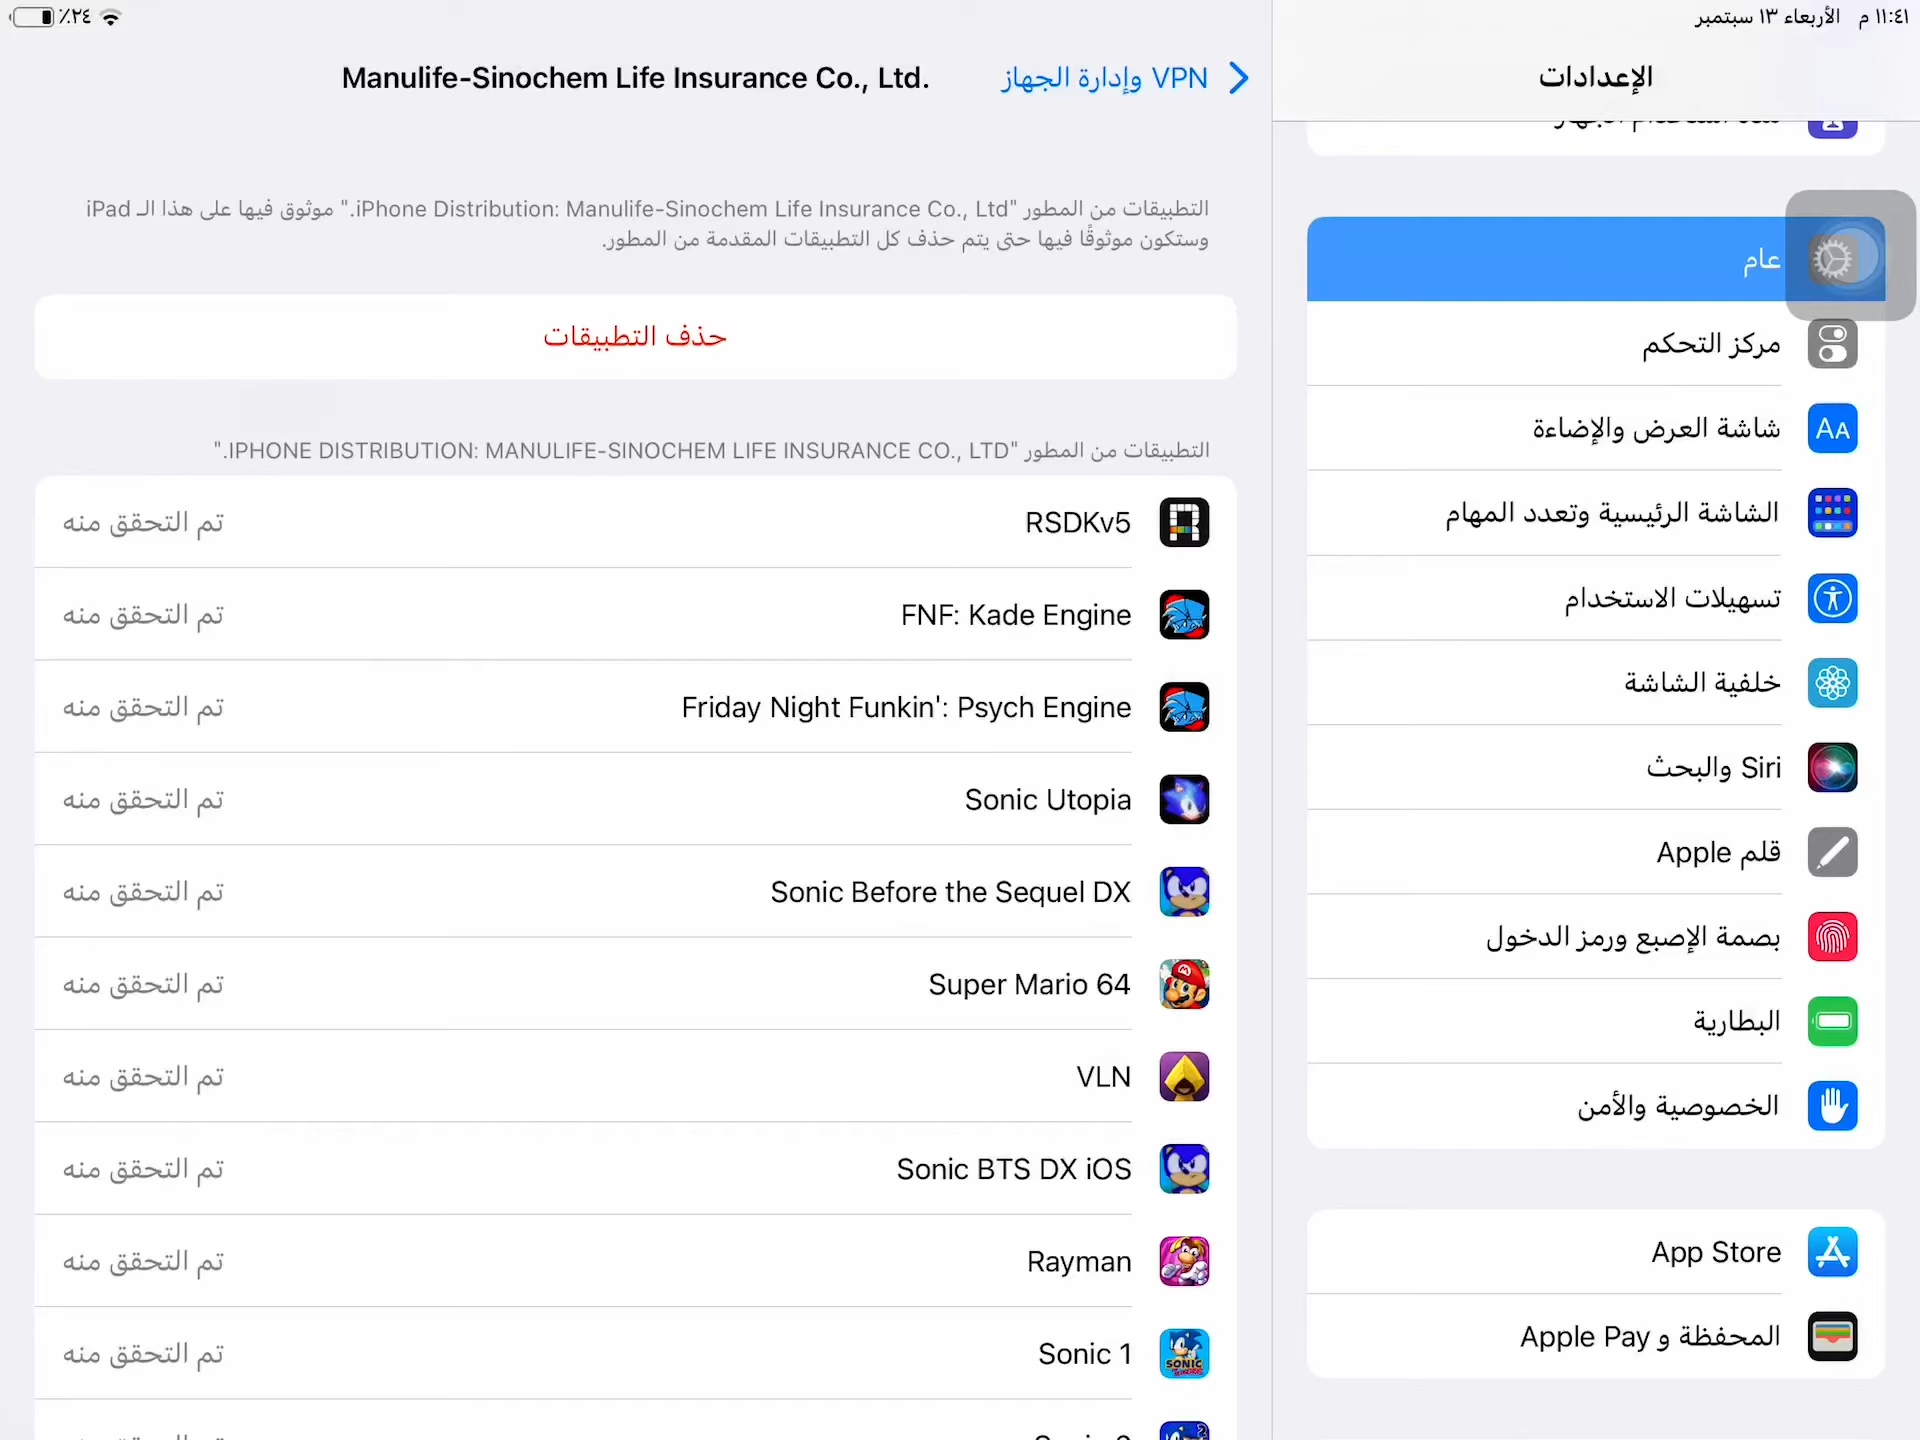 ١١:٤١ م الأربعاء ١٣ سبتمبر
٪٢٤
الإعدادات
عام
مركز التحكم
شاشة العرض والإضاءة
الشاشة الرئيسية وتعدد المهام
تسهيلات الاستخدام
خلفية الشاشة
Siri والبحث
قلم Apple
بصمة الإصبع ورمز الدخول
البطارية
الخصوصية والأمن
App Store
المحفظة و Apple Pay
VPN وإدارة الجهاز
Manulife-Sinochem Life Insurance Co., Ltd.
التطبيقات من المطور "iPhone Distribution: Manulife-Sinochem Life Insurance Co., Ltd." موثوق فيها على هذا الـ iPad
وستكون موثوقًا فيها حتى يتم حذف كل التطبيقات المقدمة من المطور.
حذف التطبيقات
التطبيقات من المطور "IPHONE DISTRIBUTION: MANULIFE-SINOCHEM LIFE INSURANCE CO., LTD."
RSDKv5 تم التحقق منه
FNF: Kade Engine تم التحقق منه
Friday Night Funkin': Psych Engine تم التحقق منه
Sonic Utopia تم التحقق منه
Sonic Before the Sequel DX تم التحقق منه
Super Mario 64 تم التحقق منه
VLN تم التحقق منه
Sonic BTS DX iOS تم التحقق منه
Rayman تم التحقق منه
Sonic 1 تم التحقق منه